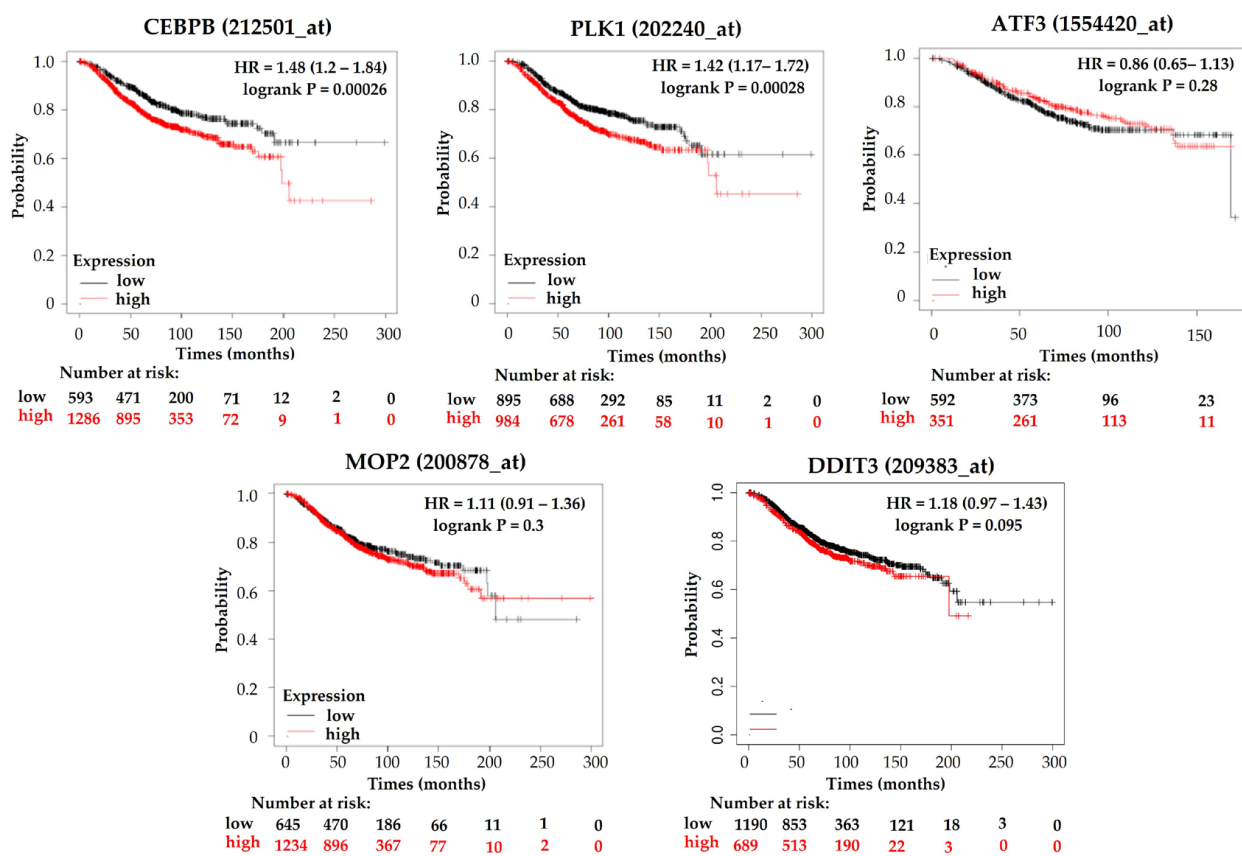 CEBPB (212501_at)
HR = 1.48 (1.2 – 1.84)
logrank P = 0.00026
Probability
1.0
0.8
0.6
0.4
0.2
0
Expression
low
high
0 50 100 150 200 250 300
Times (months)
Number at risk:
low 593 471 200 71 12 2 0
high 1286 895 353 72 9 1 0
PLK1 (202240_at)
HR = 1.42 (1.17– 1.72)
logrank P = 0.00028
Probability
1.0
0.8
0.6
0.4
0.2
0
Expression
low
high
0 50 100 150 200 250 300
Times (months)
Number at risk:
low 895 688 292 85 11 2 0
high 984 678 261 58 10 1 0
ATF3 (1554420_at)
HR = 0.86 (0.65– 1.13)
logrank P = 0.28
Probability
1.0
0.8
0.6
0.4
0.2
0
Expression
low
high
0 50 100 150
Times (months)
Number at risk:
low 592 373 96 23
high 351 261 113 11
MOP2 (200878_at)
HR = 1.11 (0.91 – 1.36)
logrank P = 0.3
Probability
1.0
0.8
0.6
0.4
0.2
0
Expression
low
high
0 50 100 150 200 250 300
Times (months)
Number at risk:
low 645 470 186 66 11 1 0
high 1234 896 367 77 10 2 0
DDIT3 (209383_at)
HR = 1.18 (0.97 – 1.43)
logrank P = 0.095
Probability
1.0
0.8
0.6
0.4
0.2
0.0
0 50 100 150 200 250 300
Times (months)
Number at risk:
low 1190 853 363 121 18 3 0
high 689 513 190 22 3 0 0